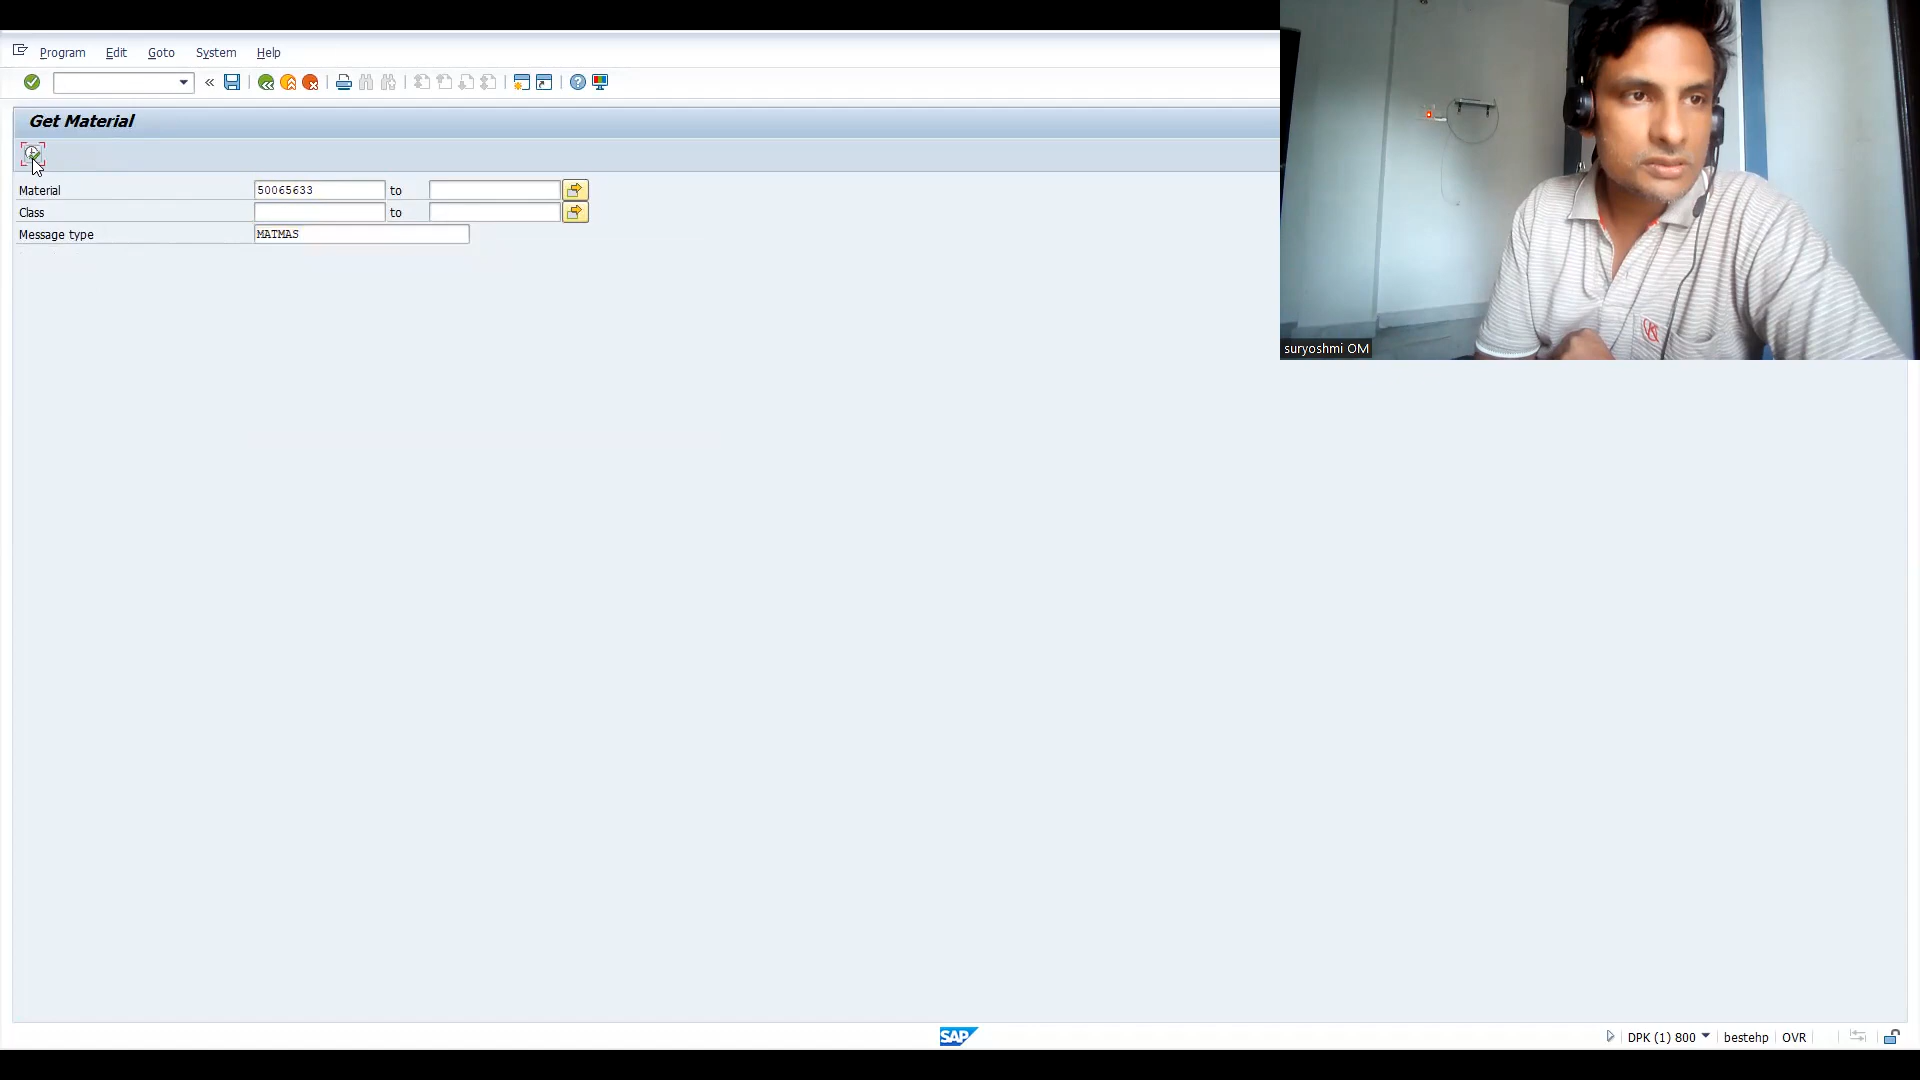 Program Edit Goto System Help
Get Material
Material 50065633 to
Class to
Message type MATMAS
suryoshmi OM
SAP
DPK (1) 800 bestehp OVR